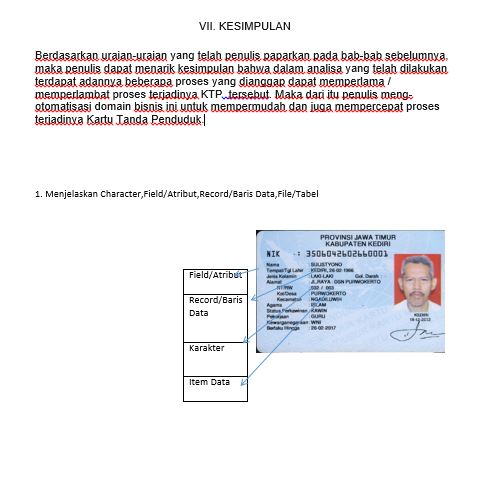 VII. KESIMPULAN
Berdasarkan uraian-uraian yang telah penulis paparkan pada bab-bab sebelumnya,
maka penulis dapat menarik kesimpulan bahwa dalam analisa yang telah dilakukan
terdapat adannya beberapa proses yang dianggap dapat memperlama /
memperlambat proses terjadinya KTP tersebut. Maka dari itu penulis meng-
otomatisasi domain bisnis ini untuk mempermudah dan juga mempercepat proses
terjadinya Kartu Tanda Penduduk.
1. Menjelaskan Character,Field/Atribut,Record/Baris Data,File/Tabel
PROVINSI JAWA TIMUR
KABUPATEN KEDIRI
NIK : 3506042602660001
Nama : SULISTYONO
Tempat/Tgl Lahir : KEDIRI, 26-02-1966
Jenis Kelamin : LAKI-LAKI Gol. Darah :
Alamat : JL.RAYA - DSN PURWOKERTO
RT/RW : 002 / 003
Kel/Desa : PURWOKERTO
Kecamatan : NGADILUWIH
Agama : ISLAM
Status Perkawinan : KAWIN
Pekerjaan : GURU
Kewarganegaraan : WNI
Berlaku Hingga : 26-02-2017
KEDIRI
Field/Atribut
Record/Baris
Data
Karakter
Item Data